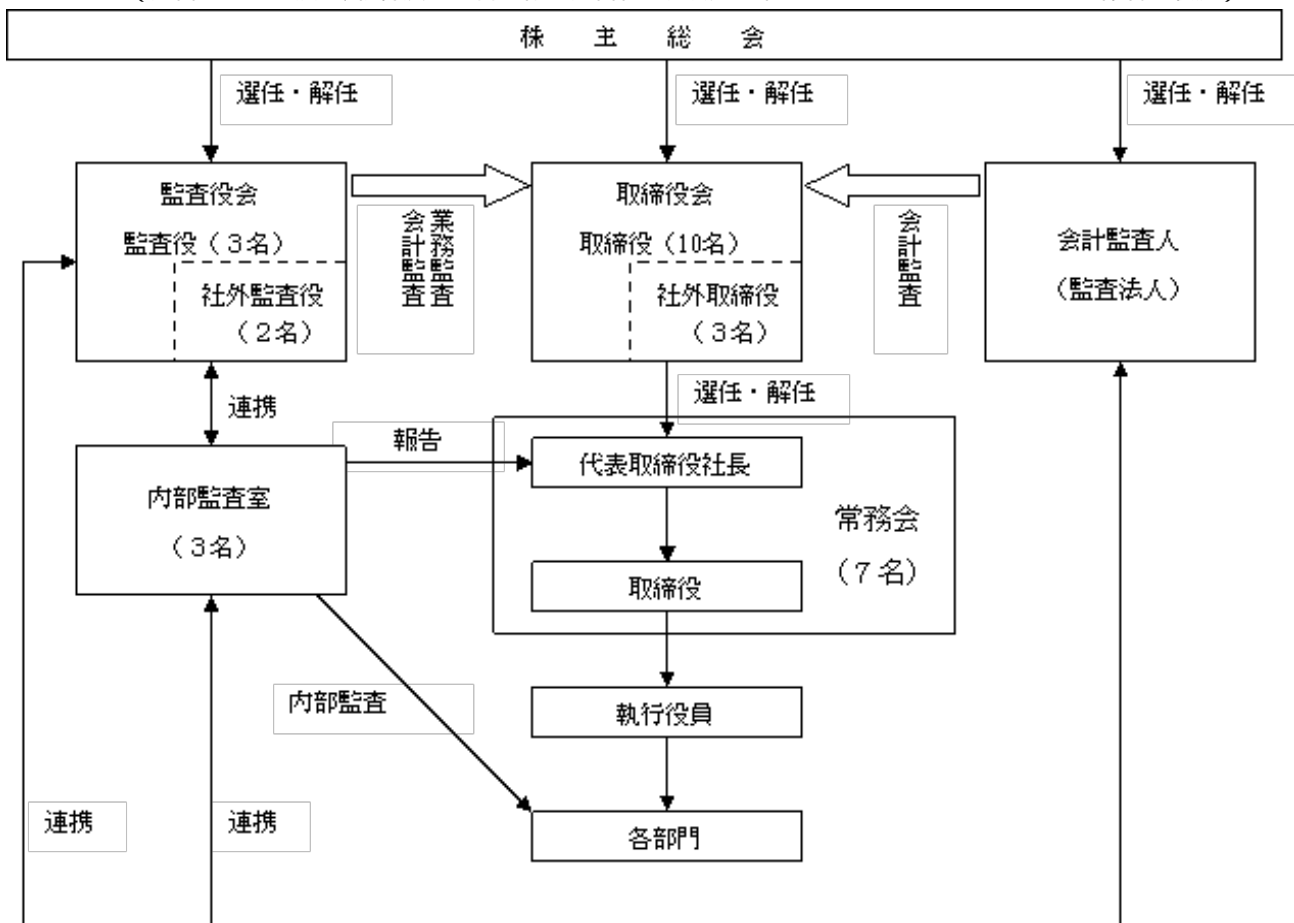 株主総会
選任・解任
選任・解任
選任・解任
監査役会
監査役（3名）
社外監査役
（2名）
業務監査
会計監査
取締役会
取締役（10名）
社外取締役
（3名）
会計監査
会計監査人
（監査法人）
連携
選任・解任
報告
内部監査室
（3名）
代表取締役社長
常務会
（7名）
取締役
内部監査
執行役員
連携
連携
各部門